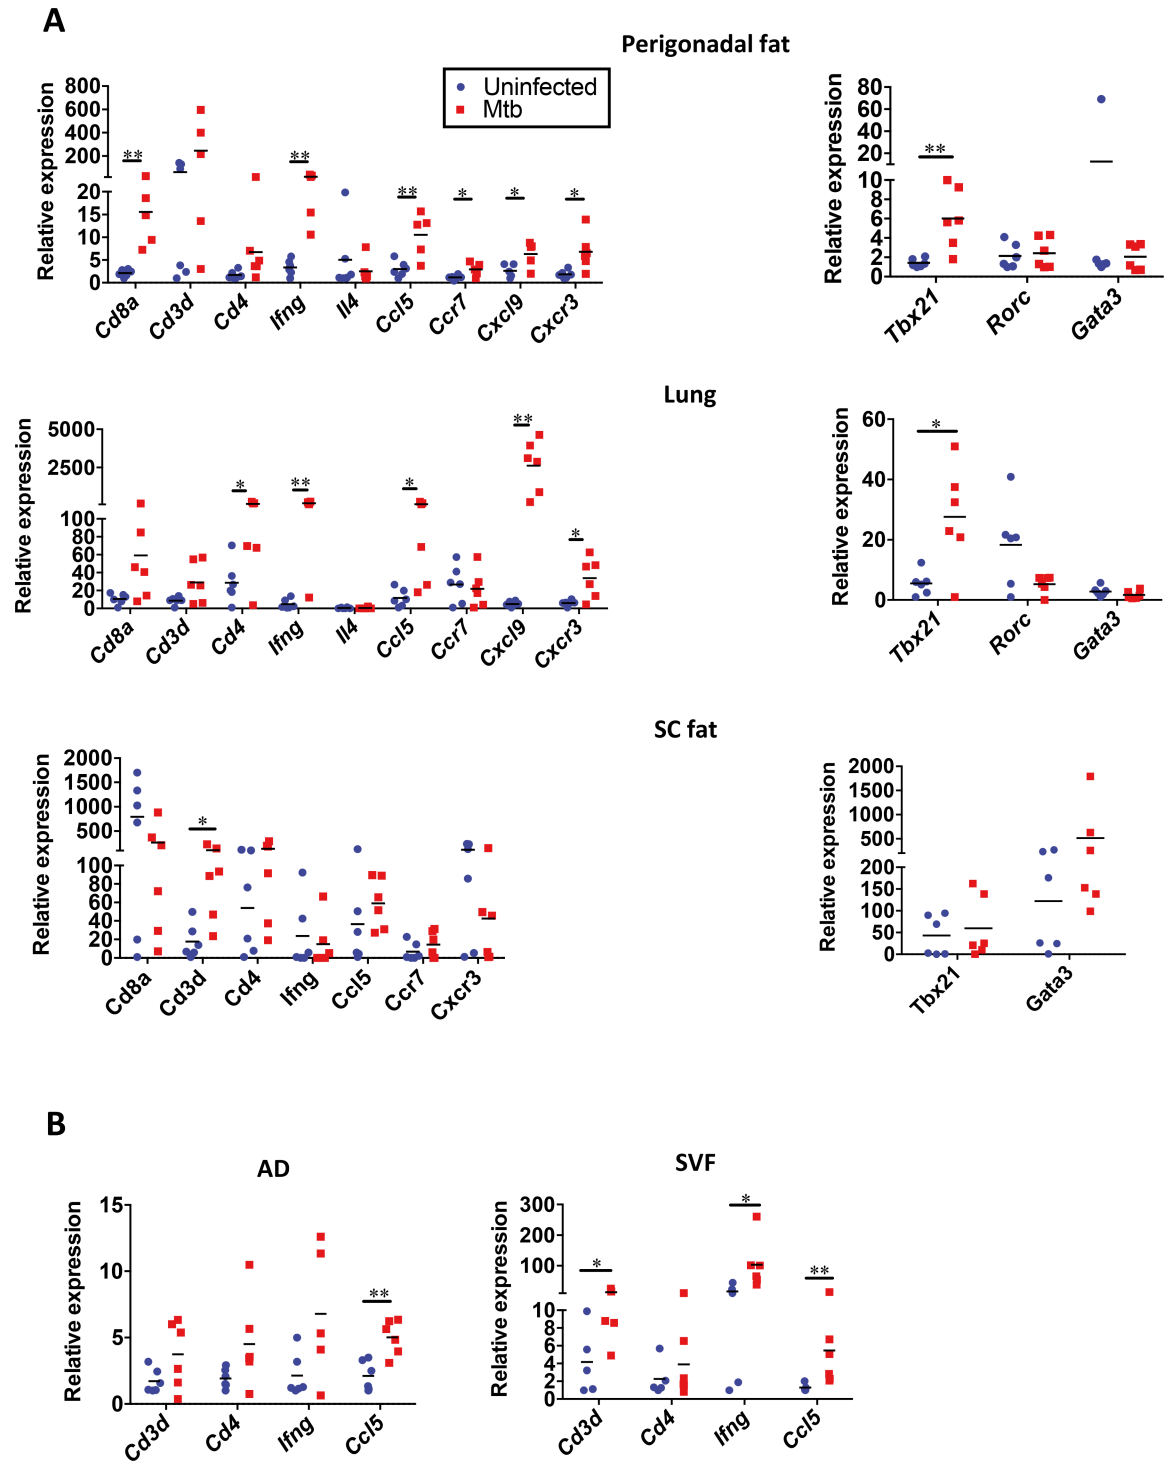 A
Perigonadal fat
Uninfected
Mtb
Relative expression
800
600
400
200
20
15
10
5
0
** ** ** * * *
Cd8a Cd3d Cd4 Ifng Il4 Ccl5 Ccr7 Cxcl9 Cxcr3
Relative expression
80
60
40
20
10
8
6
4
2
0
**
Tbx21 Rorc Gata3
Lung
Relative expression
5000
2500
100
80
60
40
20
0
* ** * ** *
Cd8a Cd3d Cd4 Ifng Il4 Ccl5 Ccr7 Cxcl9 Cxcr3
Relative expression
60
40
20
0
*
Tbx21 Rorc Gata3
SC fat
Relative expression
2000
1500
1000
500
100
80
60
40
20
0
*
Cd8a Cd3d Cd4 Ifng Ccl5 Ccr7 Cxcr3
Relative expression
2000
1500
1000
500
200
150
100
50
0
Tbx21 Gata3
B
AD
Relative expression
15
10
5
0
**
Cd3d Cd4 Ifng Ccl5
SVF
Relative expression
300
200
100
10
8
6
4
2
0
* * **
Cd3d Cd4 Ifng Ccl5